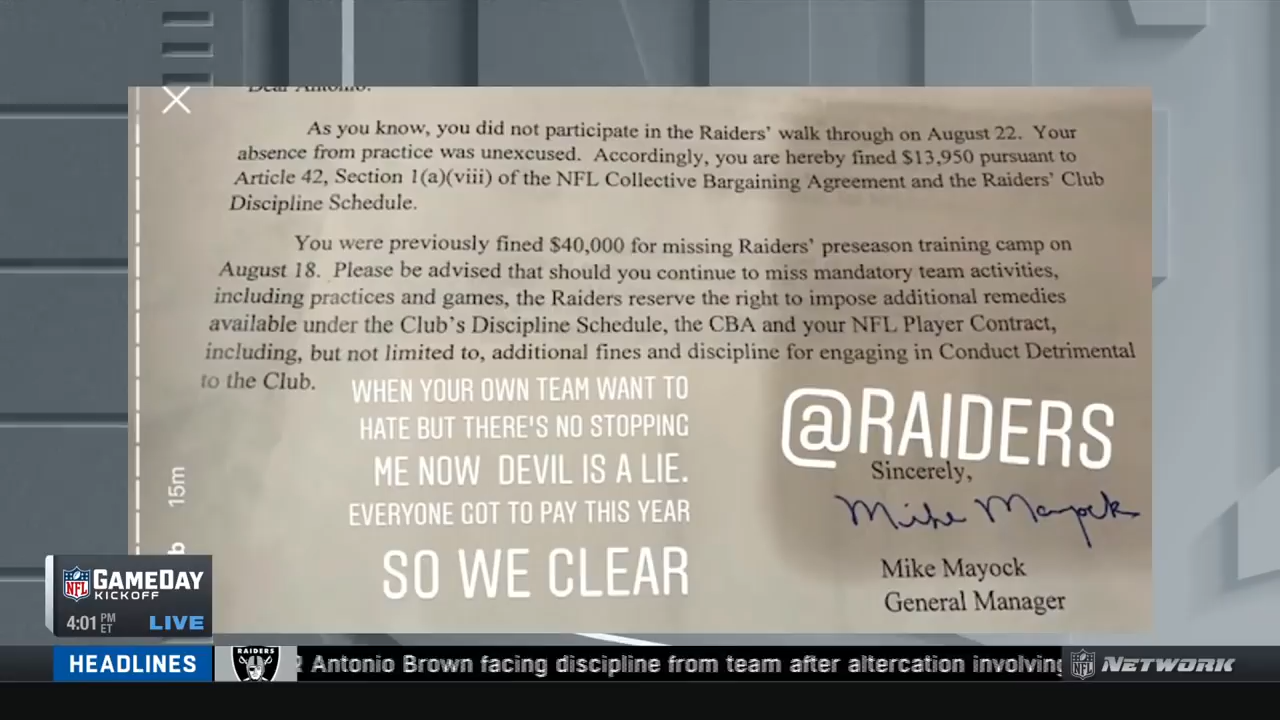 Dear Antonio:
As you know, you did not participate in the Raiders' walk through on August 22. Your
absence from practice was unexcused. Accordingly, you are hereby fined $13,950 pursuant to
Article 42, Section 1(a)(viii) of the NFL Collective Bargaining Agreement and the Raiders' Club
Discipline Schedule.
You were previously fined $40,000 for missing Raiders' preseason training camp on
August 18. Please be advised that should you continue to miss mandatory team activities,
including practices and games, the Raiders reserve the right to impose additional remedies
available under the Club's Discipline Schedule, the CBA and your NFL Player Contract,
including, but not limited to, additional fines and discipline for engaging in Conduct Detrimental
to the Club.
WHEN YOUR OWN TEAM WANT TO
HATE BUT THERE'S NO STOPPING
ME NOW DEVIL IS A LIE.
EVERYONE GOT TO PAY THIS YEAR
SO WE CLEAR
@RAIDERS
Sincerely,
Mike Mayock
Mike Mayock
General Manager
15m
b
NFL GAMEDAY
KICKOFF
4:01 PM ET LIVE
HEADLINES
RAIDERS
Antonio Brown facing discipline from team after altercation involving
NFL NETWORK